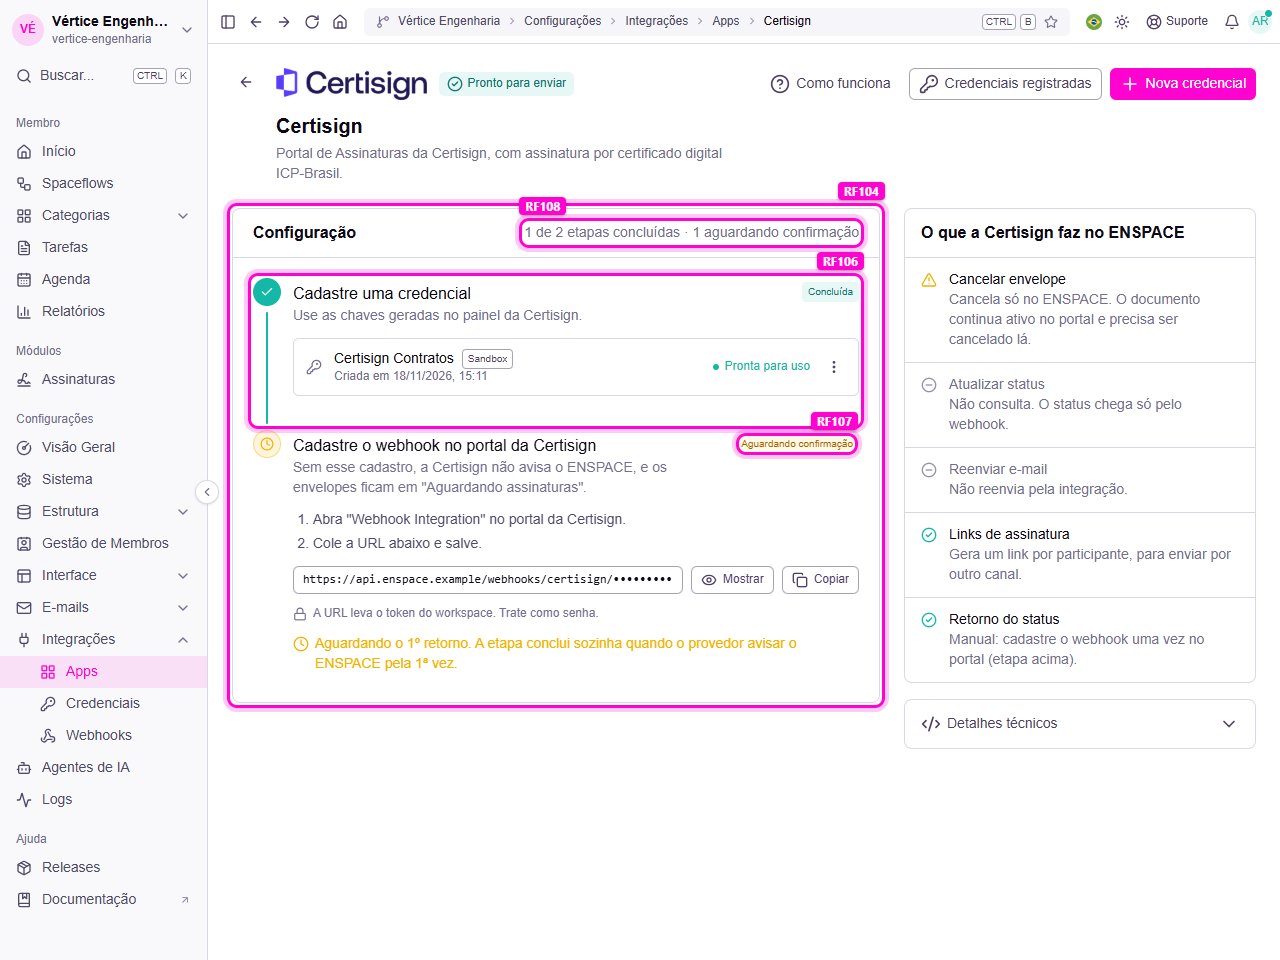 VÉ
Vértice Engenh...
vertice-engenharia
Buscar...
CTRL
K
Membro
Início
Spaceflows
Categorias
Tarefas
Agenda
Relatórios
Módulos
Assinaturas
Configurações
Visão Geral
Sistema
Estrutura
Gestão de Membros
Interface
E-mails
Integrações
Apps
Credenciais
Webhooks
Agentes de IA
Logs
Ajuda
Releases
Documentação
Vértice Engenharia
Configurações
Integrações
Apps
Certisign
CTRL
B
Suporte
AR
Certisign
Pronto para enviar
Como funciona
Credenciais registradas
Nova credencial
Certisign
Portal de Assinaturas da Certisign, com assinatura por certificado digital
ICP-Brasil.
RF104
RF108
Configuração
1 de 2 etapas concluídas · 1 aguardando confirmação
RF106
Cadastre uma credencial
Concluída
Use as chaves geradas no painel da Certisign.
Certisign Contratos
Sandbox
Criada em 18/11/2026, 15:11
Pronta para uso
RF107
Cadastre o webhook no portal da Certisign
Aguardando confirmação
Sem esse cadastro, a Certisign não avisa o ENSPACE, e os
envelopes ficam em "Aguardando assinaturas".
1. Abra "Webhook Integration" no portal da Certisign.
2. Cole a URL abaixo e salve.
https://api.enspace.example/webhooks/certisign/•••••••••
Mostrar
Copiar
A URL leva o token do workspace. Trate como senha.
Aguardando o 1º retorno. A etapa conclui sozinha quando o provedor avisar o
ENSPACE pela 1ª vez.
O que a Certisign faz no ENSPACE
Cancelar envelope
Cancela só no ENSPACE. O documento
continua ativo no portal e precisa ser
cancelado lá.
Atualizar status
Não consulta. O status chega só pelo
webhook.
Reenviar e-mail
Não reenvia pela integração.
Links de assinatura
Gera um link por participante, para enviar por
outro canal.
Retorno do status
Manual: cadastre o webhook uma vez no
portal (etapa acima).
Detalhes técnicos